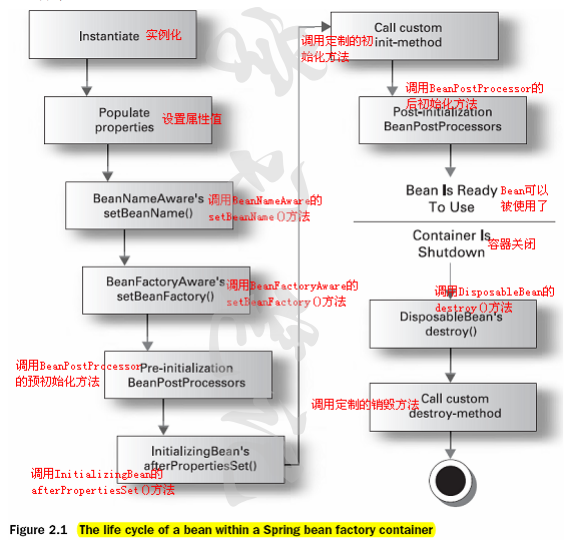 Instantiate 实例化
Populate
properties
设置属性值
BeanNameAware's
setBeanName()
调用BeanNameAware的
setBeanName()方法
BeanFactoryAware's
setBeanFactory()
调用BeanFactoryAware的
setBeanFactory()方法
调用BeanPostProcessor
的预初始化方法
Pre-initialization
BeanPostProcessors
InitializingBean's
afterPropertiesSet()
调用InitializingBean的
afterPropertiesSet()方法
Call custom
init-method
调用定制的初
始化方法
调用BeanPostProcessor的
后初始化方法
Post-initialization
BeanPostProcessors
Bean Is Ready
To Use
Bean可以
被使用了
Container Is
Shutdown
容器关闭
调用DisposableBean的
destroy()方法
DisposableBean's
destroy()
调用定制的销毁方法
Call custom
destroy-method
Figure 2.1 The life cycle of a bean within a Spring bean factory container